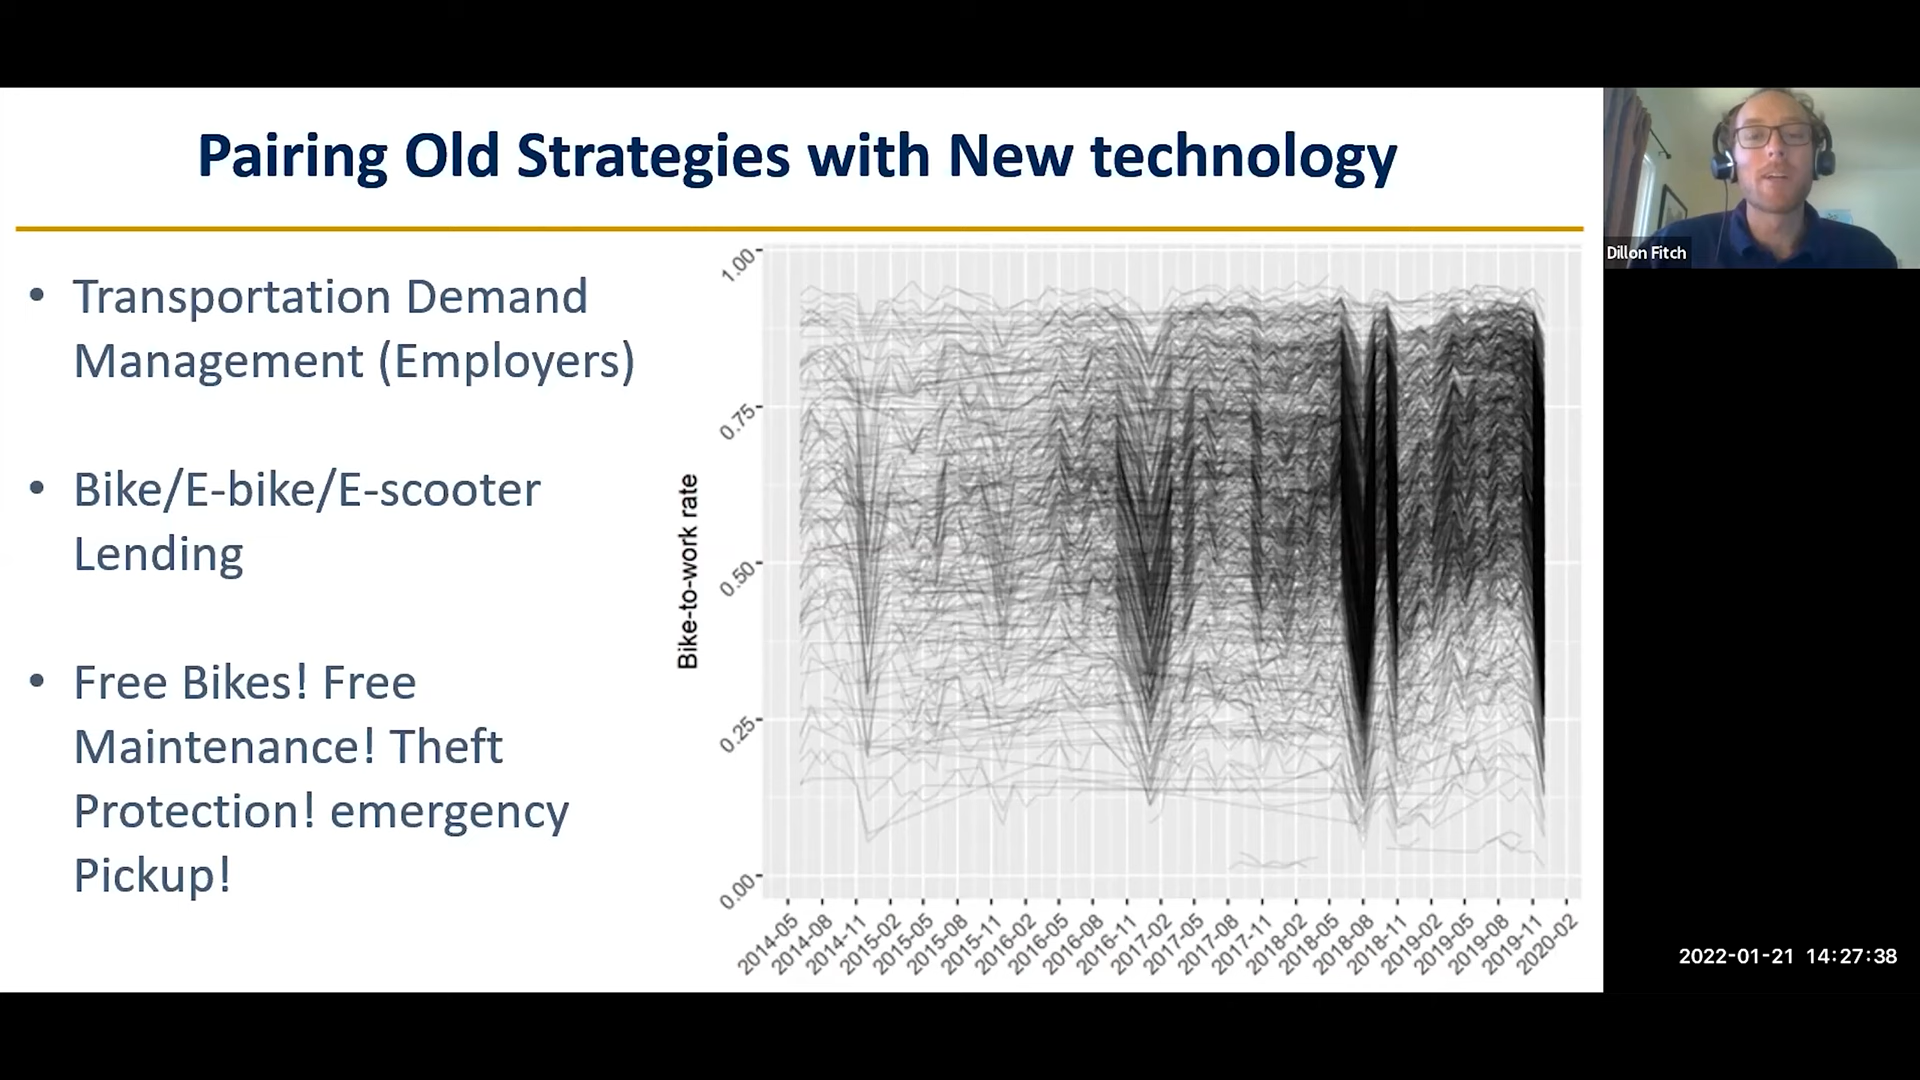 Pairing Old Strategies with New technology
• Transportation Demand
Management (Employers)
• Bike/E-bike/E-scooter
Lending
• Free Bikes! Free
Maintenance! Theft
Protection! emergency
Pickup!
Bike-to-work rate
1.00
0.75
0.50
0.25
0.00
2014-05
2014-08
2014-11
2015-02
2015-05
2015-08
2015-11
2016-02
2016-05
2016-08
2016-11
2017-02
2017-05
2017-08
2017-11
2018-02
2018-05
2018-08
2018-11
2019-02
2019-05
2019-08
2019-11
2020-02
Dillon Fitch
2022-01-21 14:27:38